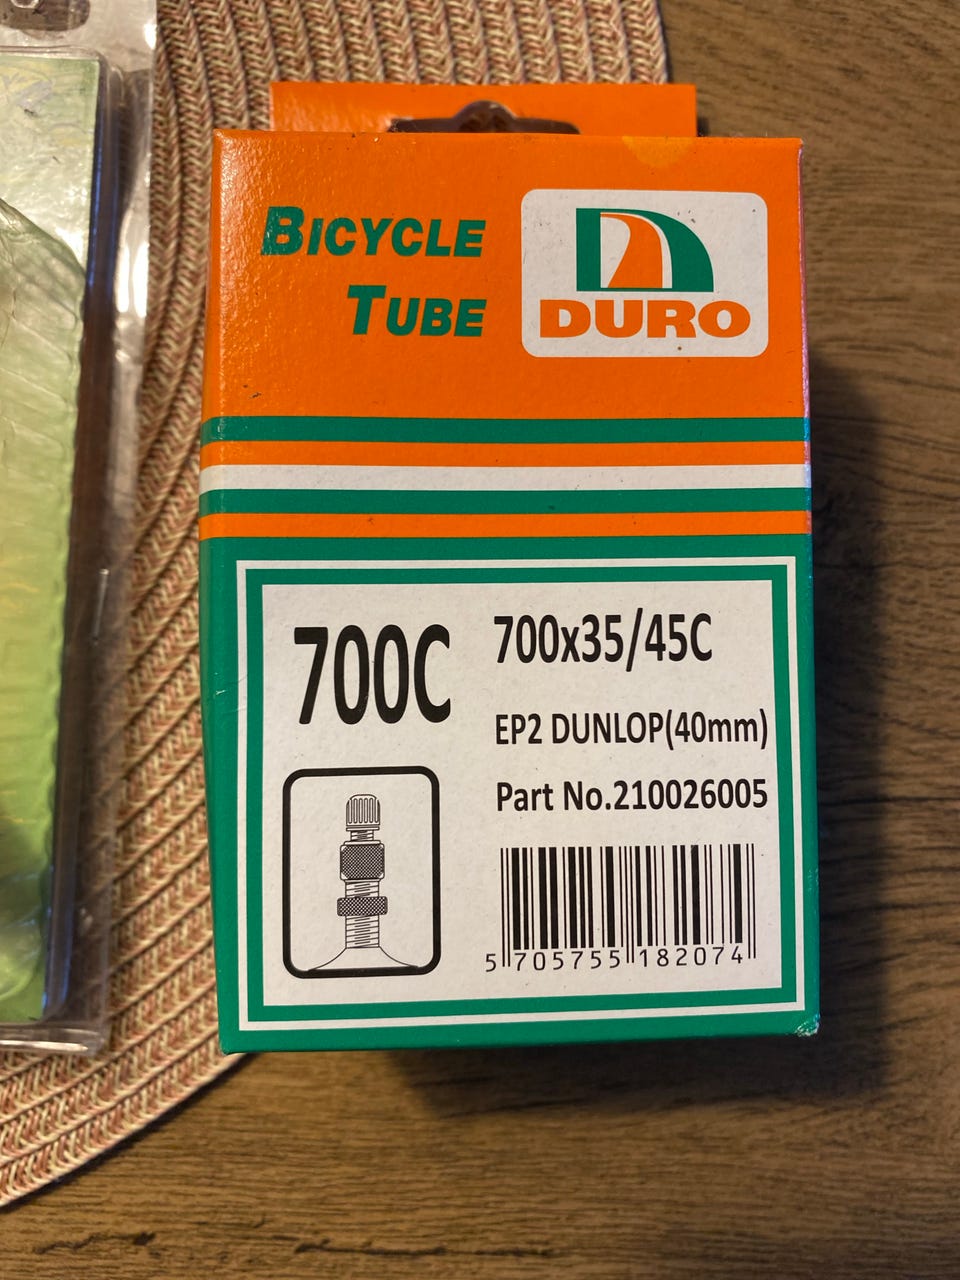 BICYCLE
TUBE
DURO
700C
700x35/45C
EP2 DUNLOP(40mm)
Part No.210026005
5 705755 182074